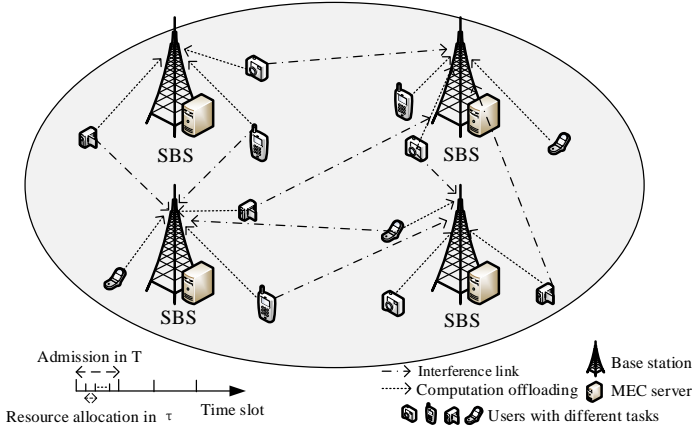 SBS
SBS
SBS
SBS
Admission in T
Time slot
Resource allocation in τ
Interference link
Computation offloading
Users with different tasks
Base station
MEC server